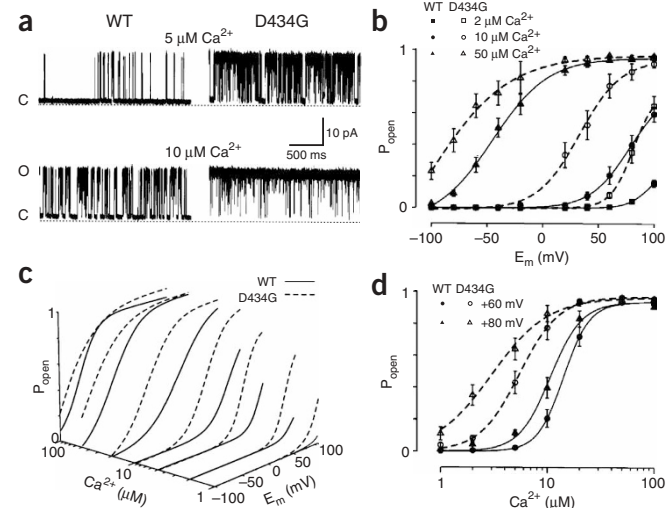 a
WT
D434G
5 μM Ca2+
C
10 pA
500 ms
10 μM Ca2+
O
C
b
WT D434G
2 μM Ca2+
10 μM Ca2+
50 μM Ca2+
1
Popen
0
−100 −50 0 50 100
Em (mV)
c
WT
D434G
1
Popen
0
100
10
1
Ca2+ (μM)
−100
−50
0
50
100
Em (mV)
d
WT D434G
+60 mV
+80 mV
1
Popen
0
1 10 100
Ca2+ (μM)